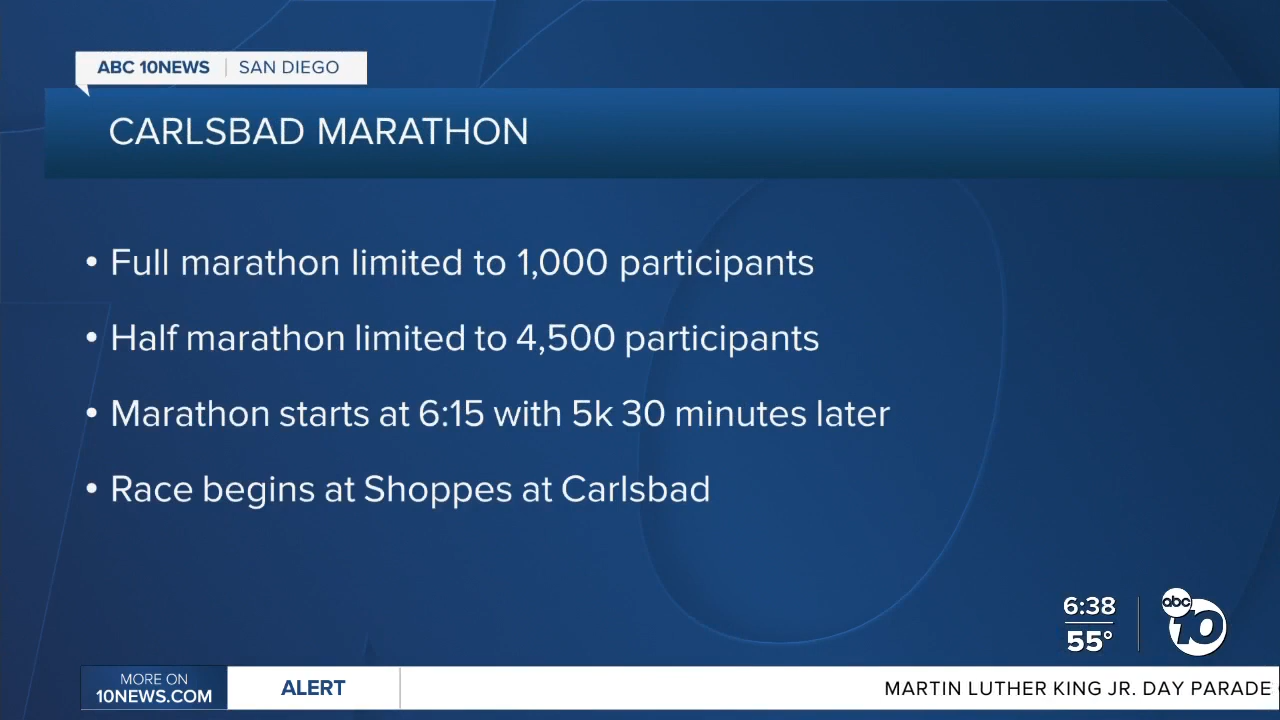 ABC 10NEWS | SAN DIEGO
CARLSBAD MARATHON
• Full marathon limited to 1,000 participants
• Half marathon limited to 4,500 participants
• Marathon starts at 6:15 with 5k 30 minutes later
• Race begins at Shoppes at Carlsbad
6:38
55°
abc
10
MORE ON
10NEWS.COM
ALERT
MARTIN LUTHER KING JR. DAY PARADE